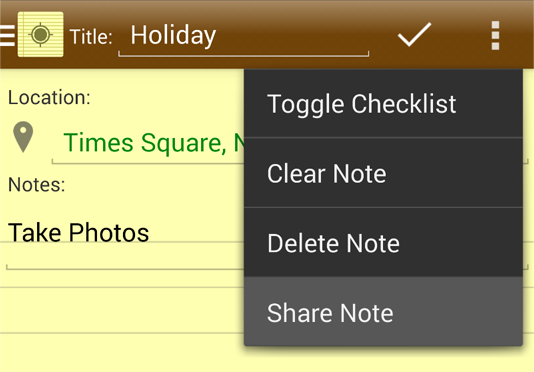 Title: Holiday
Location:
Times Square,
Notes:
Take Photos
Toggle Checklist
Clear Note
Delete Note
Share Note